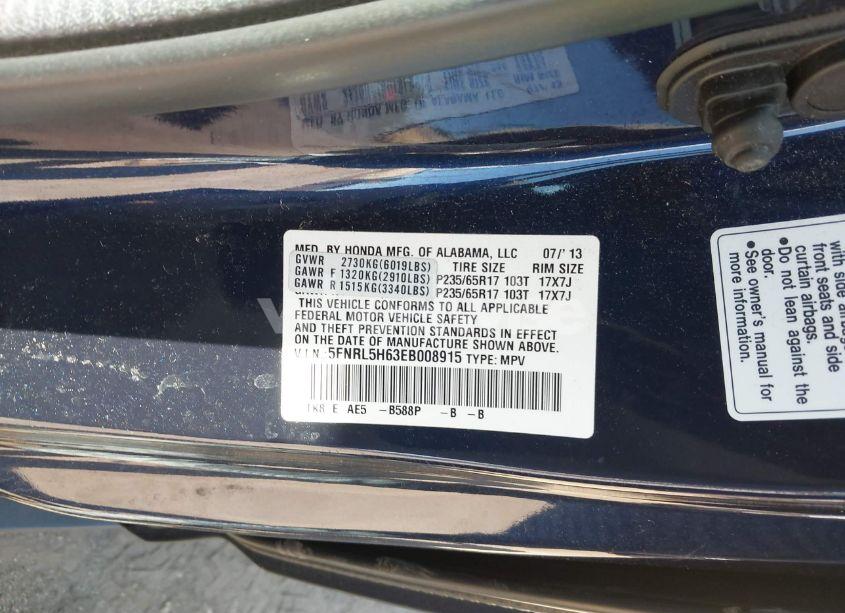 MFD. BY HONDA MFG. OF ALABAMA, LLC 07/'13
GVWR 2730KG(6019LBS) TIRE SIZE RIM SIZE
GAWR F 1320KG(2910LBS) P235/65R17 103T 17X7J
GAWR R 1515KG(3340LBS) P235/65R17 103T 17X7J
THIS VEHICLE CONFORMS TO ALL APPLICABLE
FEDERAL MOTOR VEHICLE SAFETY
AND THEFT PREVENTION STANDARDS IN EFFECT
ON THE DATE OF MANUFACTURE SHOWN ABOVE.
V.I.N.:5FNRL5H63EB008915 TYPE: MPV
TK8 E AE5 -B588P -B -B
with side airbag
front seats and side
curtain airbags.
• Do not lean against the
door.
• See owner's manual for
more information.